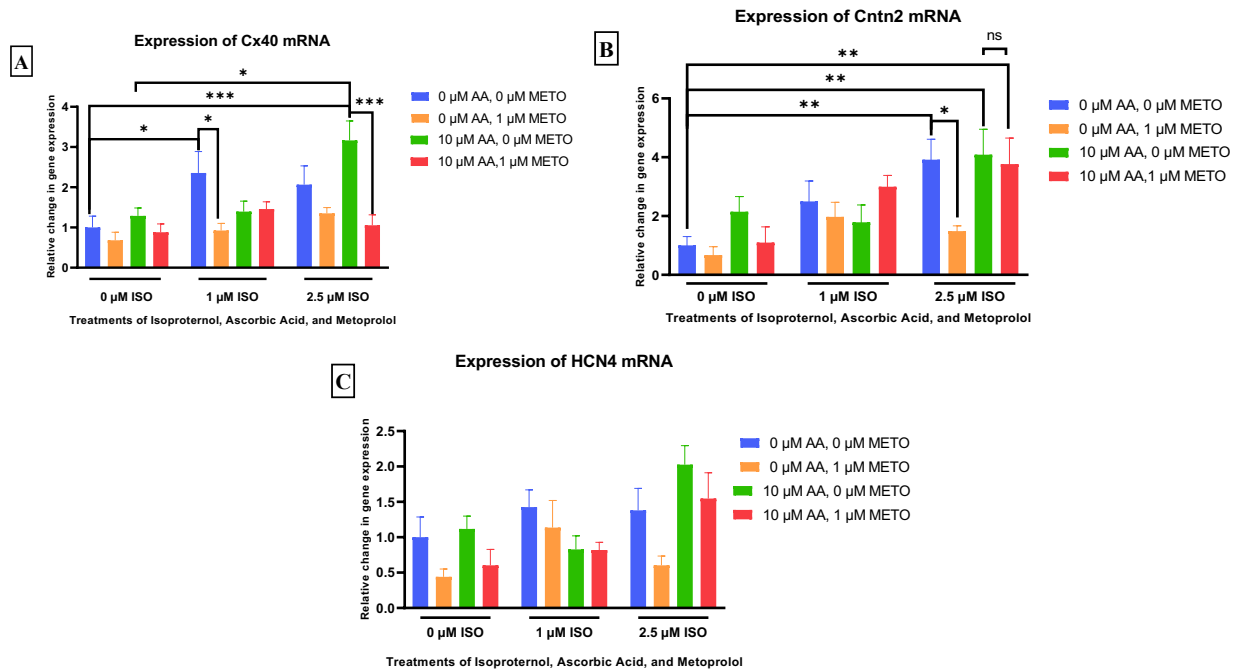 A
Expression of Cx40 mRNA
*
***
***
*
*
Relative change in gene expression
4
3
2
1
0
0 µM ISO
1 µM ISO
2.5 µM ISO
Treatments of Isoproternol, Ascorbic Acid, and Metoprolol
0 µM AA, 0 µM METO
0 µM AA, 1 µM METO
10 µM AA, 0 µM METO
10 µM AA,1 µM METO
B
Expression of Cntn2 mRNA
ns
**
**
**
*
Relative change in gene expression
6
4
2
0
0 µM ISO
1 µM ISO
2.5 µM ISO
Treatments of Isoproternol, Ascorbic Acid, and Metoprolol
0 µM AA, 0 µM METO
0 µM AA, 1 µM METO
10 µM AA, 0 µM METO
10 µM AA,1 µM METO
C
Expression of HCN4 mRNA
Relative change in gene expression
2.5
2.0
1.5
1.0
0.5
0.0
0 µM ISO
1 µM ISO
2.5 µM ISO
Treatments of Isoproternol, Ascorbic Acid, and Metoprolol
0 µM AA, 0 µM METO
0 µM AA, 1 µM METO
10 µM AA, 0 µM METO
10 µM AA, 1 µM METO